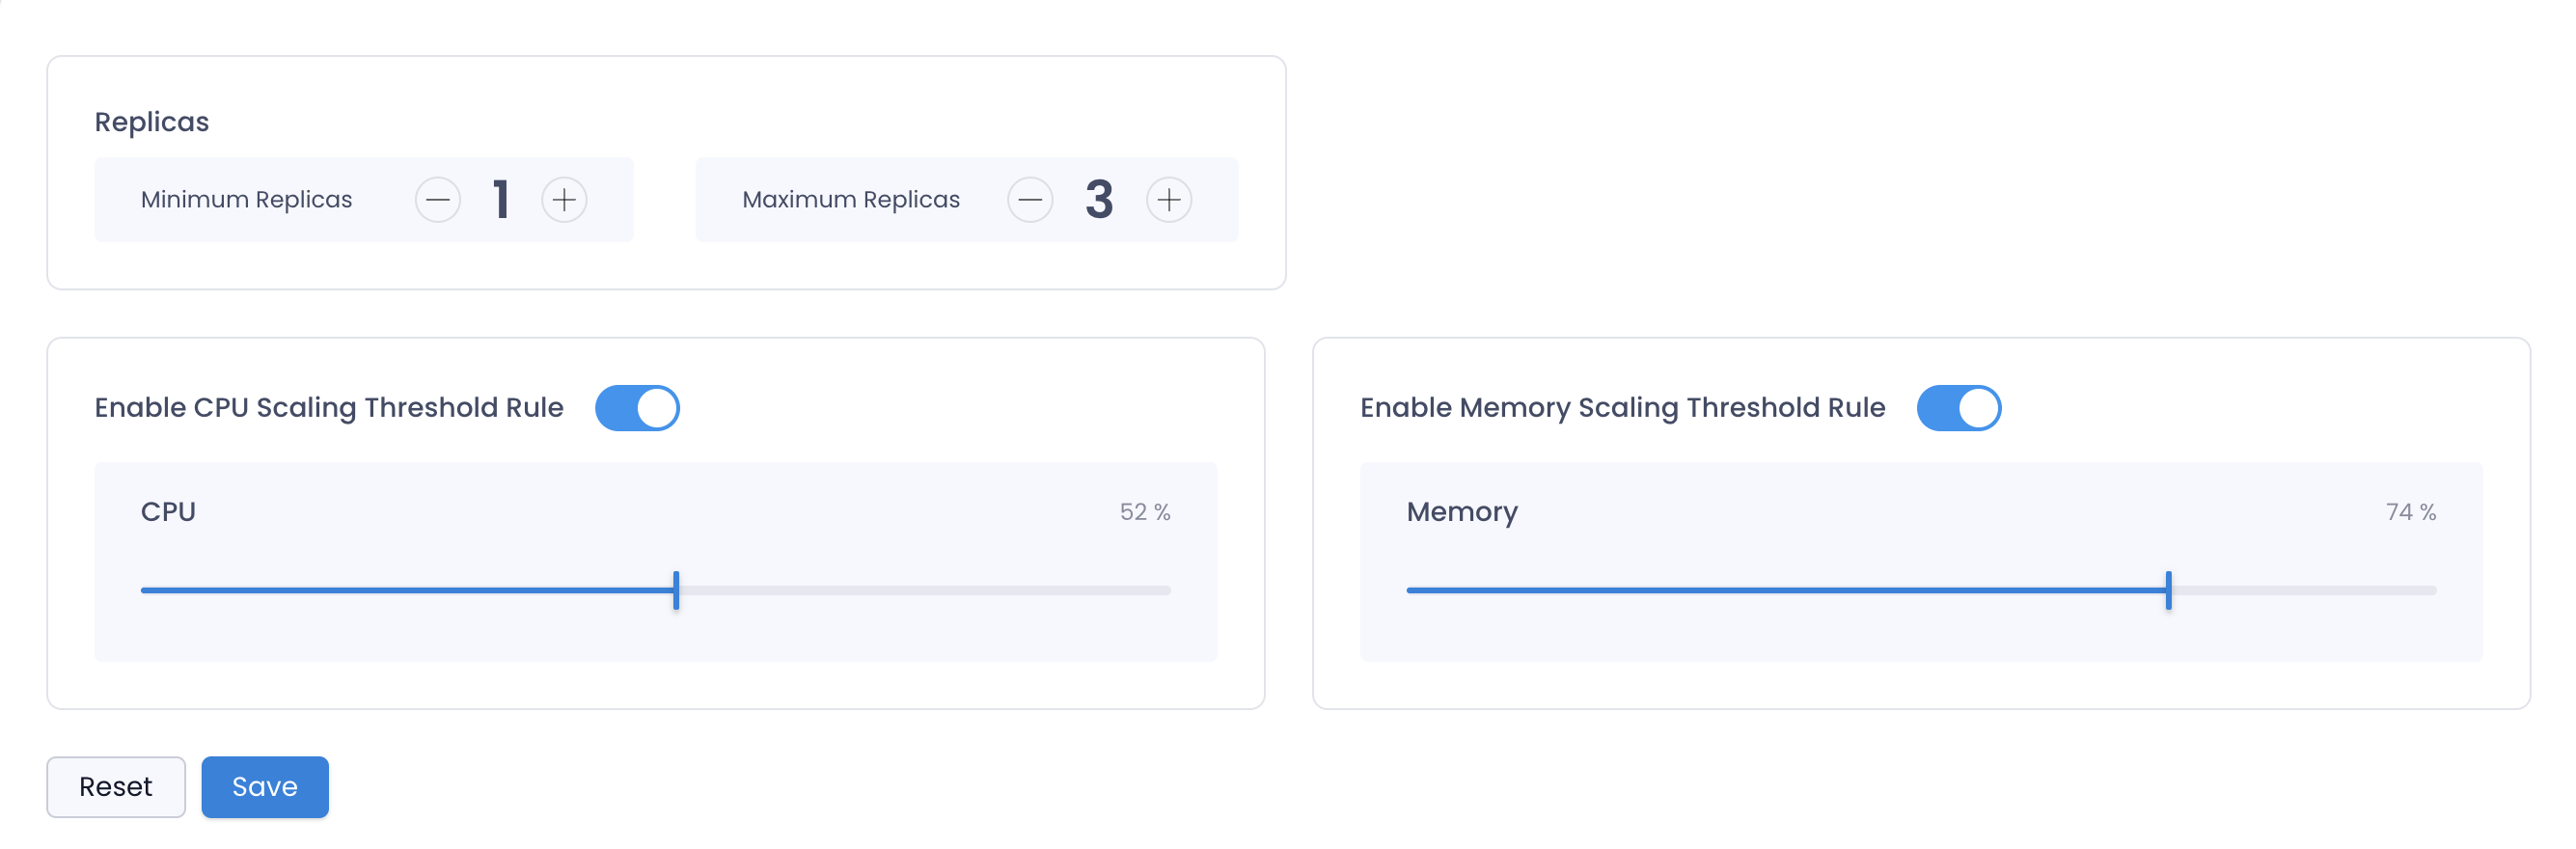 Replicas
Minimum Replicas 1 Maximum Replicas 3
Enable CPU Scaling Threshold Rule
CPU 52 %
Enable Memory Scaling Threshold Rule
Memory 74 %
Reset Save